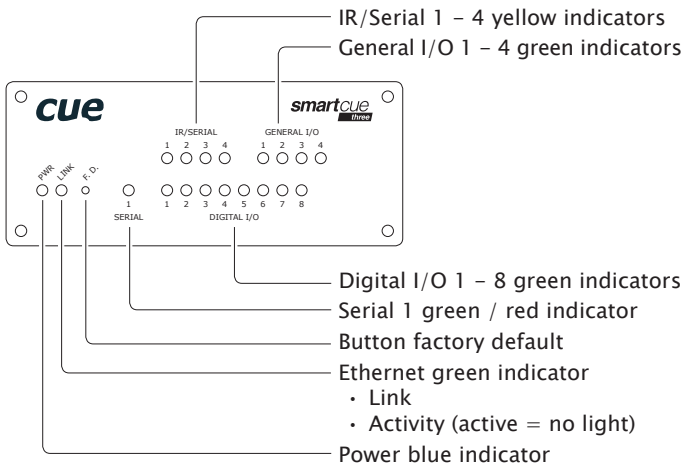 IR/Serial 1 – 4 yellow indicators
General I/O 1 – 4 green indicators
cue
smartcue
three
IR/SERIAL
GENERAL I/O
1 2 3 4
1 2 3 4
PWR
LINK
F. D.
1
SERIAL
1 2 3 4 5 6 7 8
DIGITAL I/O
Digital I/O 1 – 8 green indicators
Serial 1 green / red indicator
Button factory default
Ethernet green indicator
• Link
• Activity (active = no light)
Power blue indicator